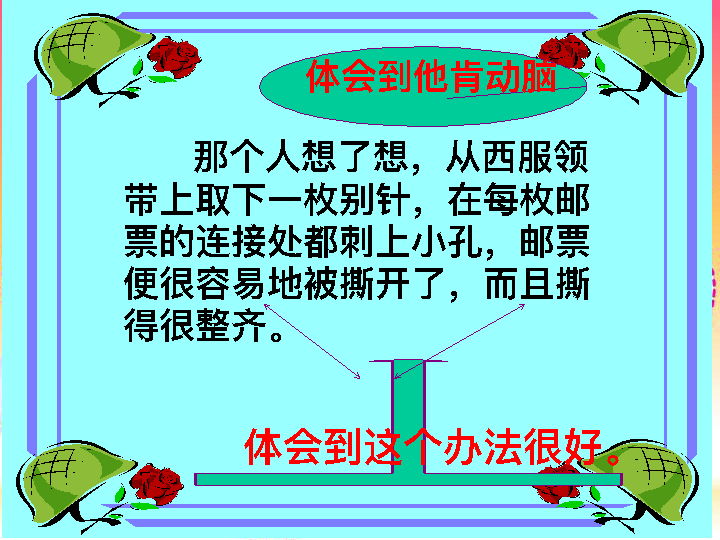 体会到他肯动脑
那个人想了想，从西服领
带上取下一枚别针，在每枚邮
票的连接处都刺上小孔，邮票
便很容易地被撕开了，而且撕
得很整齐。
体会到这个办法很好。